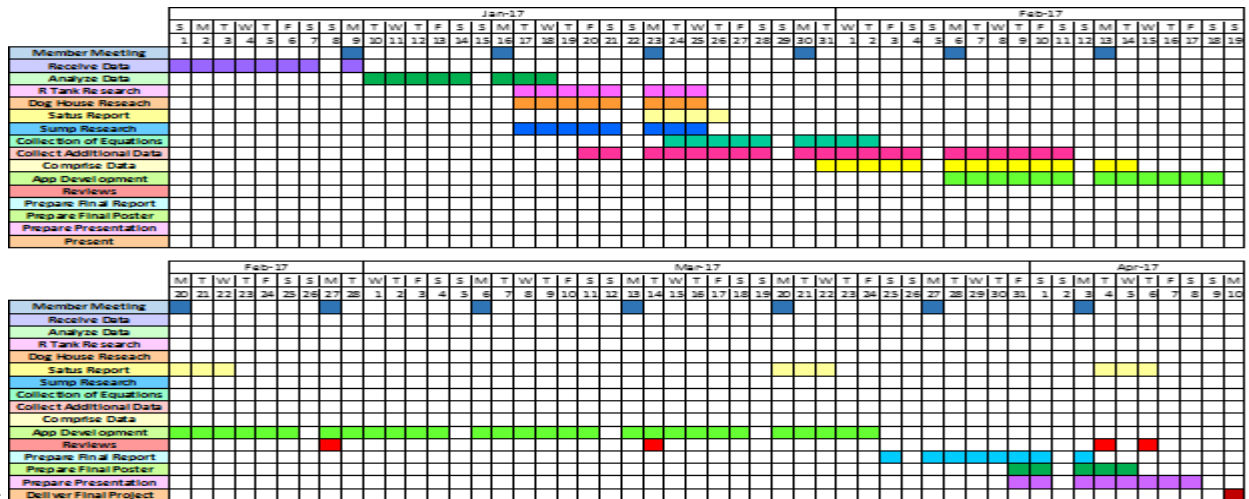 Jan-17 Feb-17
S M T W T F S S M T W T F S S M T W T F S S M T W T F S S M T W T F S S M T W T F S S M T W T F S S
1 2 3 4 5 6 7 8 9 10 11 12 13 14 15 16 17 18 19 20 21 22 23 24 25 26 27 28 29 30 31 1 2 3 4 5 6 7 8 9 10 11 12 13 14 15 16 17 18 19
Member Meeting
Receive Data
Analyze Data
R Tank Research
Dog House Reseach
Satus Report
Sump Research
Collection of Equations
Collect Additional Data
Comprise Data
App Development
Reviews
Prepare Final Report
Prepare Final Poster
Prepare Presentation
Present
Feb-17 Mar-17 Apr-17
M T W T F S S M T W T F S S M T W T F S S M T W T F S S M T W T F S S M T W T F S S M T W T F S S M
20 21 22 23 24 25 26 27 28 1 2 3 4 5 6 7 8 9 10 11 12 13 14 15 16 17 18 19 20 21 22 23 24 25 26 27 28 29 30 31 1 2 3 4 5 6 7 8 9 10
Member Meeting
Receive Data
Analyze Data
R Tank Research
Dog House Reseach
Satus Report
Sump Research
Collection of Equations
Collect Additional Data
Comprise Data
App Development
Reviews
Prepare Final Report
Prepare Final Poster
Prepare Presentation
Deliver Final Project